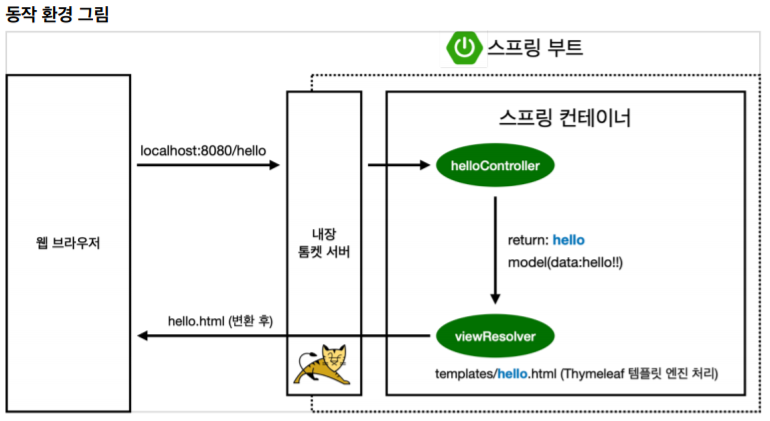 동작 환경 그림
스프링 부트
스프링 컨테이너
localhost:8080/hello
helloController
웹 브라우저
내장
톰켓 서버
return: hello
model(data:hello!!)
hello.html (변환 후)
viewResolver
templates/hello.html (Thymeleaf 템플릿 엔진 처리)